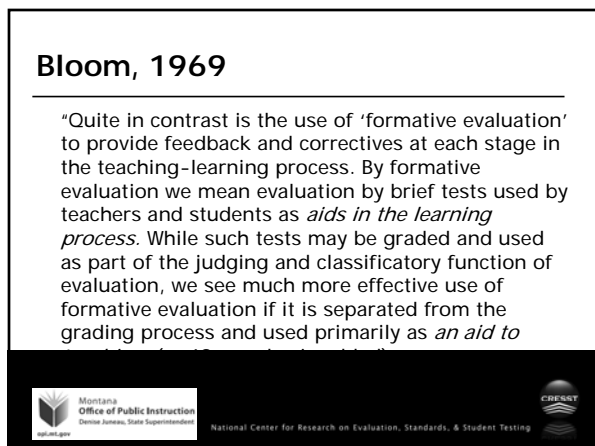 Bloom, 1969
“Quite in contrast is the use of ‘formative evaluation’
to provide feedback and correctives at each stage in
the teaching-learning process. By formative
evaluation we mean evaluation by brief tests used by
teachers and students as aids in the learning
process. While such tests may be graded and used
as part of the judging and classificatory function of
evaluation, we see much more effective use of
formative evaluation if it is separated from the
grading process and used primarily as an aid to
Montana
Office of Public Instruction
Denise Juneau, State Superintendent
opi.mt.gov
National Center for Research on Evaluation, Standards, & Student Testing
CRESST